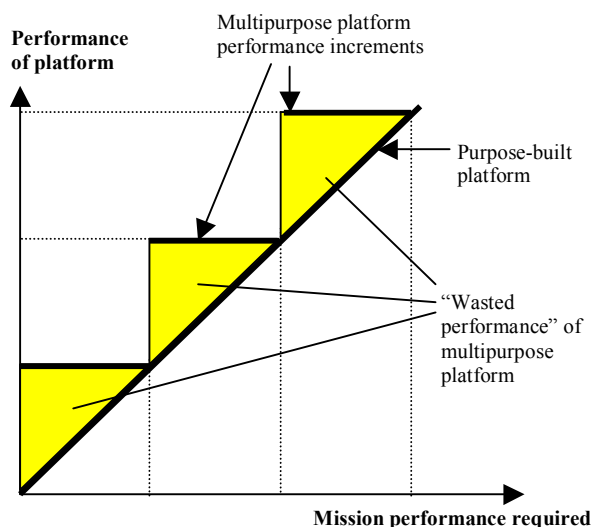 Multipurpose platform
performance increments
Performance
of platform
Purpose-built
platform
“Wasted
performance” of
multipurpose
platform
Mission performance required